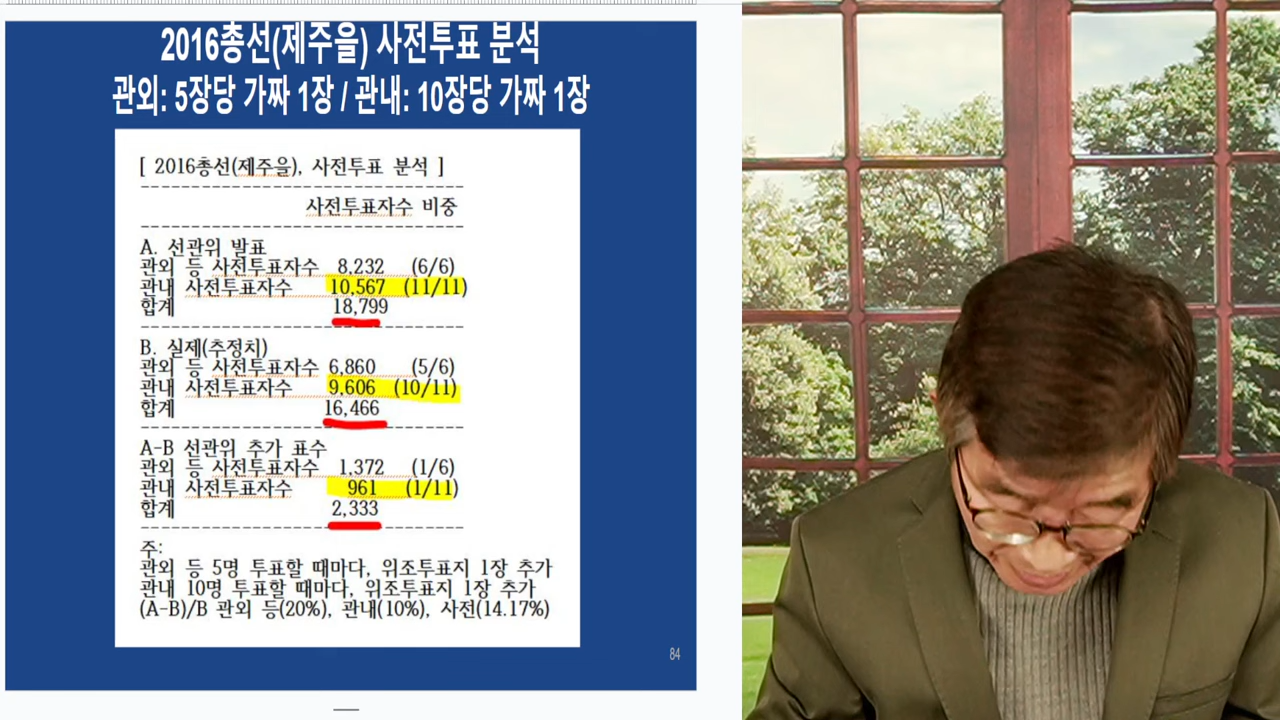 2016총선(제주을) 사전투표 분석
관외: 5장당 가짜 1장 / 관내: 10장당 가짜 1장
[ 2016총선(제주을), 사전투표 분석 ]
사전투표자수 비중
A. 선관위 발표
관외 등 사전투표자수 8,232 (6/6)
관내 사전투표자수 10,567 (11/11)
합계 18,799
B. 실제(추정치)
관외 등 사전투표자수 6,860 (5/6)
관내 사전투표자수 9,606 (10/11)
합계 16,466
A-B 선관위 추가 표수
관외 등 사전투표자수 1,372 (1/6)
관내 사전투표자수 961 (1/11)
합계 2,333
주:
관외 등 5명 투표할 때마다, 위조투표지 1장 추가
관내 10명 투표할 때마다, 위조투표지 1장 추가
(A-B)/B 관외 등(20%), 관내(10%), 사전(14.17%)
84